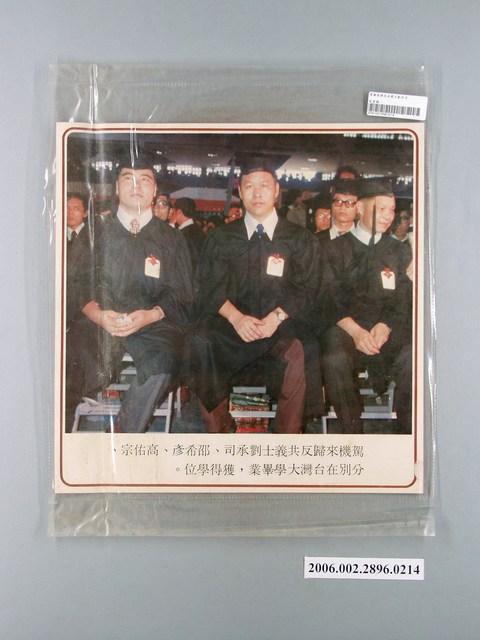 駕機來歸反共義士劉承司、邵希彥、高佑宗、
分別在台灣大學畢業，獲得學位。
2006.002.2896.0214